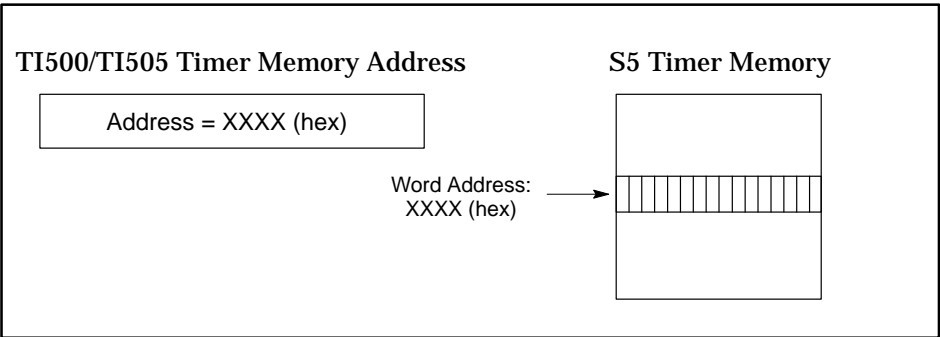 TI500/TI505 Timer Memory Address
S5 Timer Memory
Address = XXXX (hex)
Word Address:
XXXX (hex)